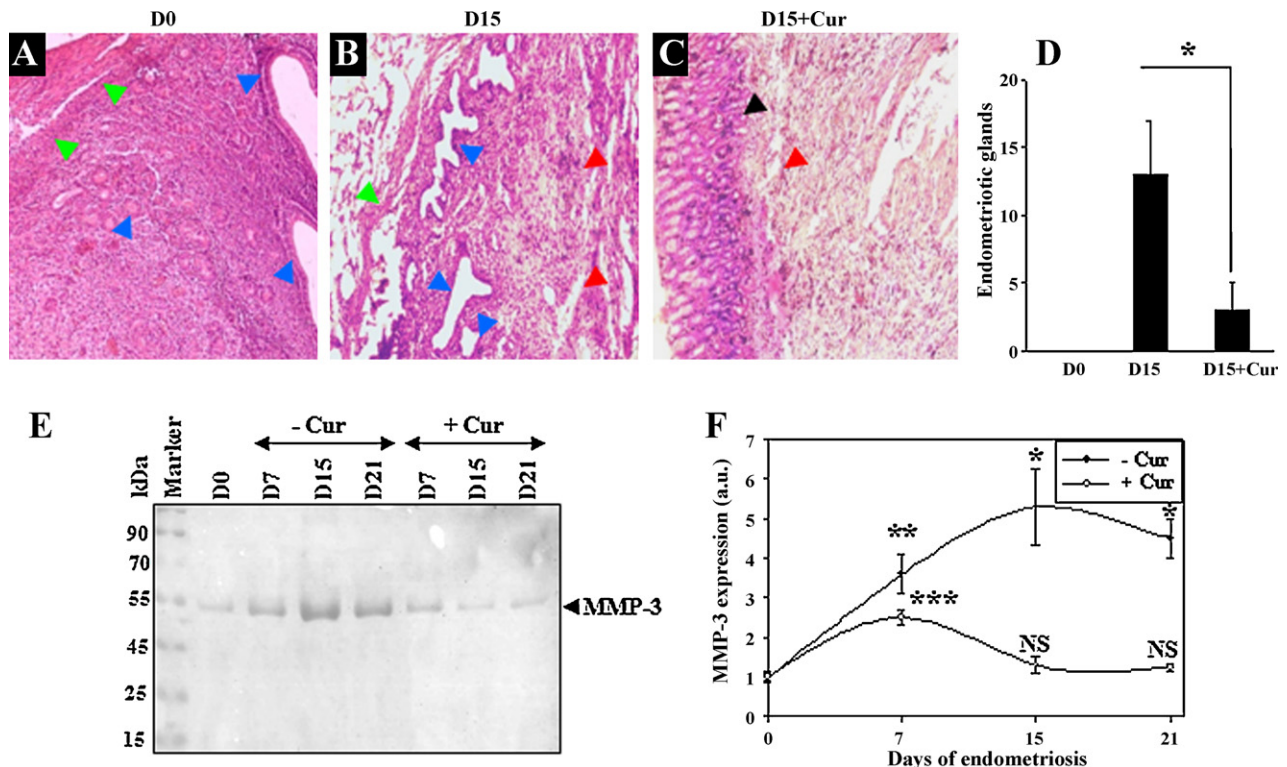 D0
D15
D15+Cur
A
B
C
D
*
Endometriotic glands
20
15
10
5
0
D0
D15
D15+Cur
E
- Cur
+ Cur
kDa
Marker
D0
D7
D15
D21
D7
D15
D21
90
70
55
45
25
15
MMP-3
F
MMP-3 expression (a.u.)
7
6
5
4
3
2
1
0
- Cur
+ Cur
*
**
*
***
NS
NS
0
7
15
21
Days of endometriosis